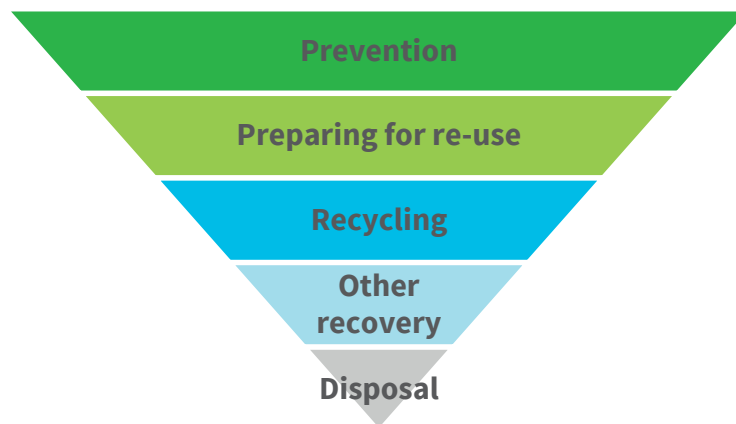 Prevention
Preparing for re-use
Recycling
Other
recovery
Disposal